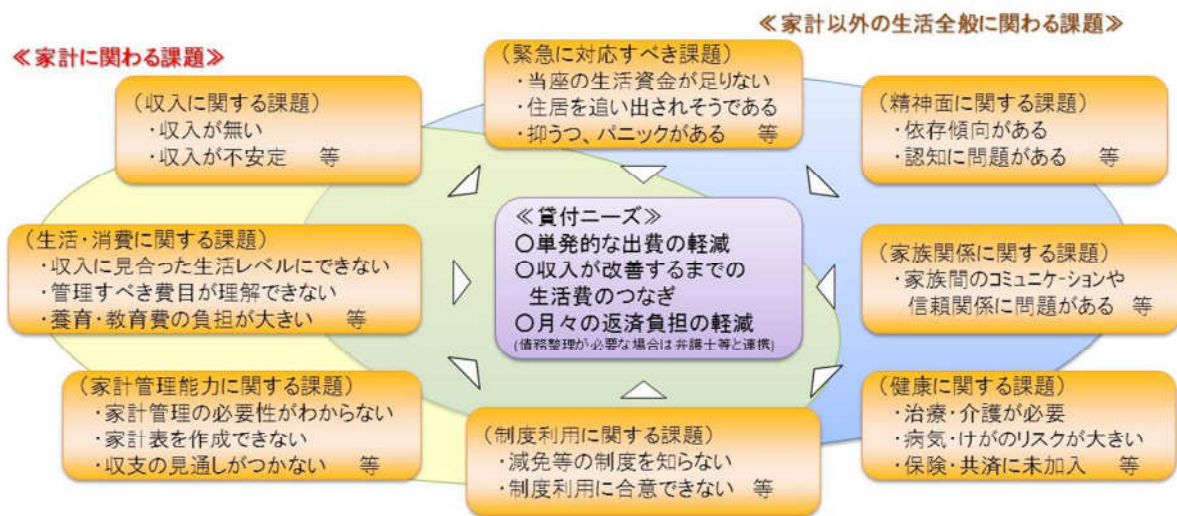 ≪家計以外の生活全般に関わる課題≫
≪家計に関わる課題≫
(緊急に対応すべき課題)
・当座の生活資金が足りない
・住居を追い出されそうである
・抑うつ、パニックがある 等
(収入に関する課題)
・収入が無い
・収入が不安定 等
(精神面に関する課題)
・依存傾向がある
・認知に問題がある 等
≪貸付ニーズ≫
○単発的な出費の軽減
○収入が改善するまでの
生活費のつなぎ
○月々の返済負担の軽減
(債務整理が必要な場合は弁護士等と連携)
(生活・消費に関する課題)
・収入に見合った生活レベルにできない
・管理すべき費目が理解できない
・養育・教育費の負担が大きい 等
(家族関係に関する課題)
・家族間のコミュニケーションや
信頼関係に問題がある 等
(家計管理能力に関する課題)
・家計管理の必要性がわからない
・家計表を作成できない
・収支の見通しがつかない 等
(制度利用に関する課題)
・減免等の制度を知らない
・制度利用に合意できない 等
(健康に関する課題)
・治療・介護が必要
・病気・けがのリスクが大きい
・保険・共済に未加入 等